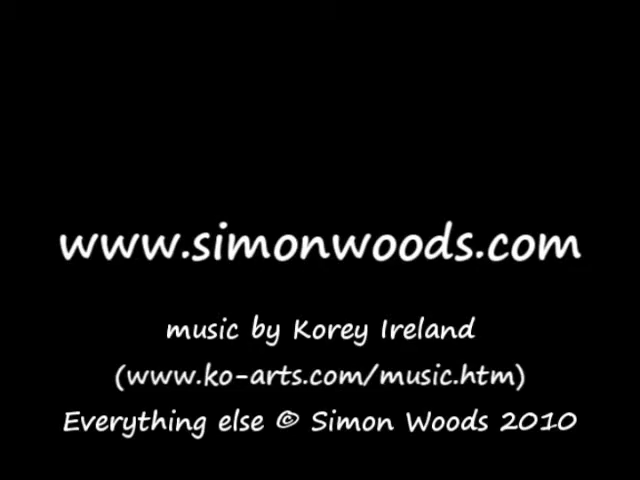 www.simonwoods.com
music by Korey Ireland
(www.ko-arts.com/music.htm)
Everything else © Simon Woods 2010